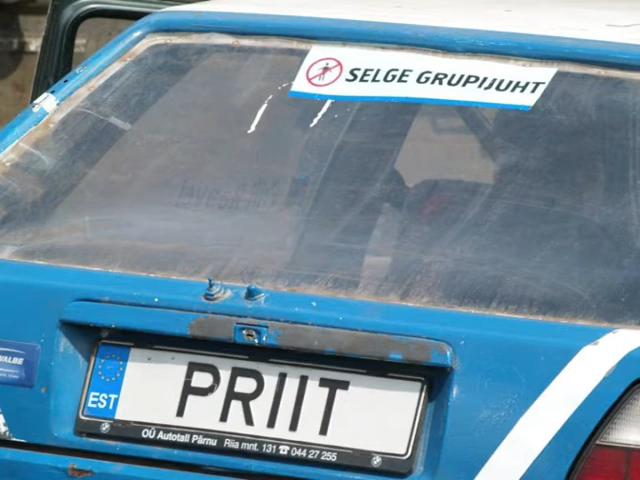 SELGE GRUPIJUHT
EST
PRIIT
OÜ Autotall Pärnu Riia mnt. 131 ☎ 044 27 255